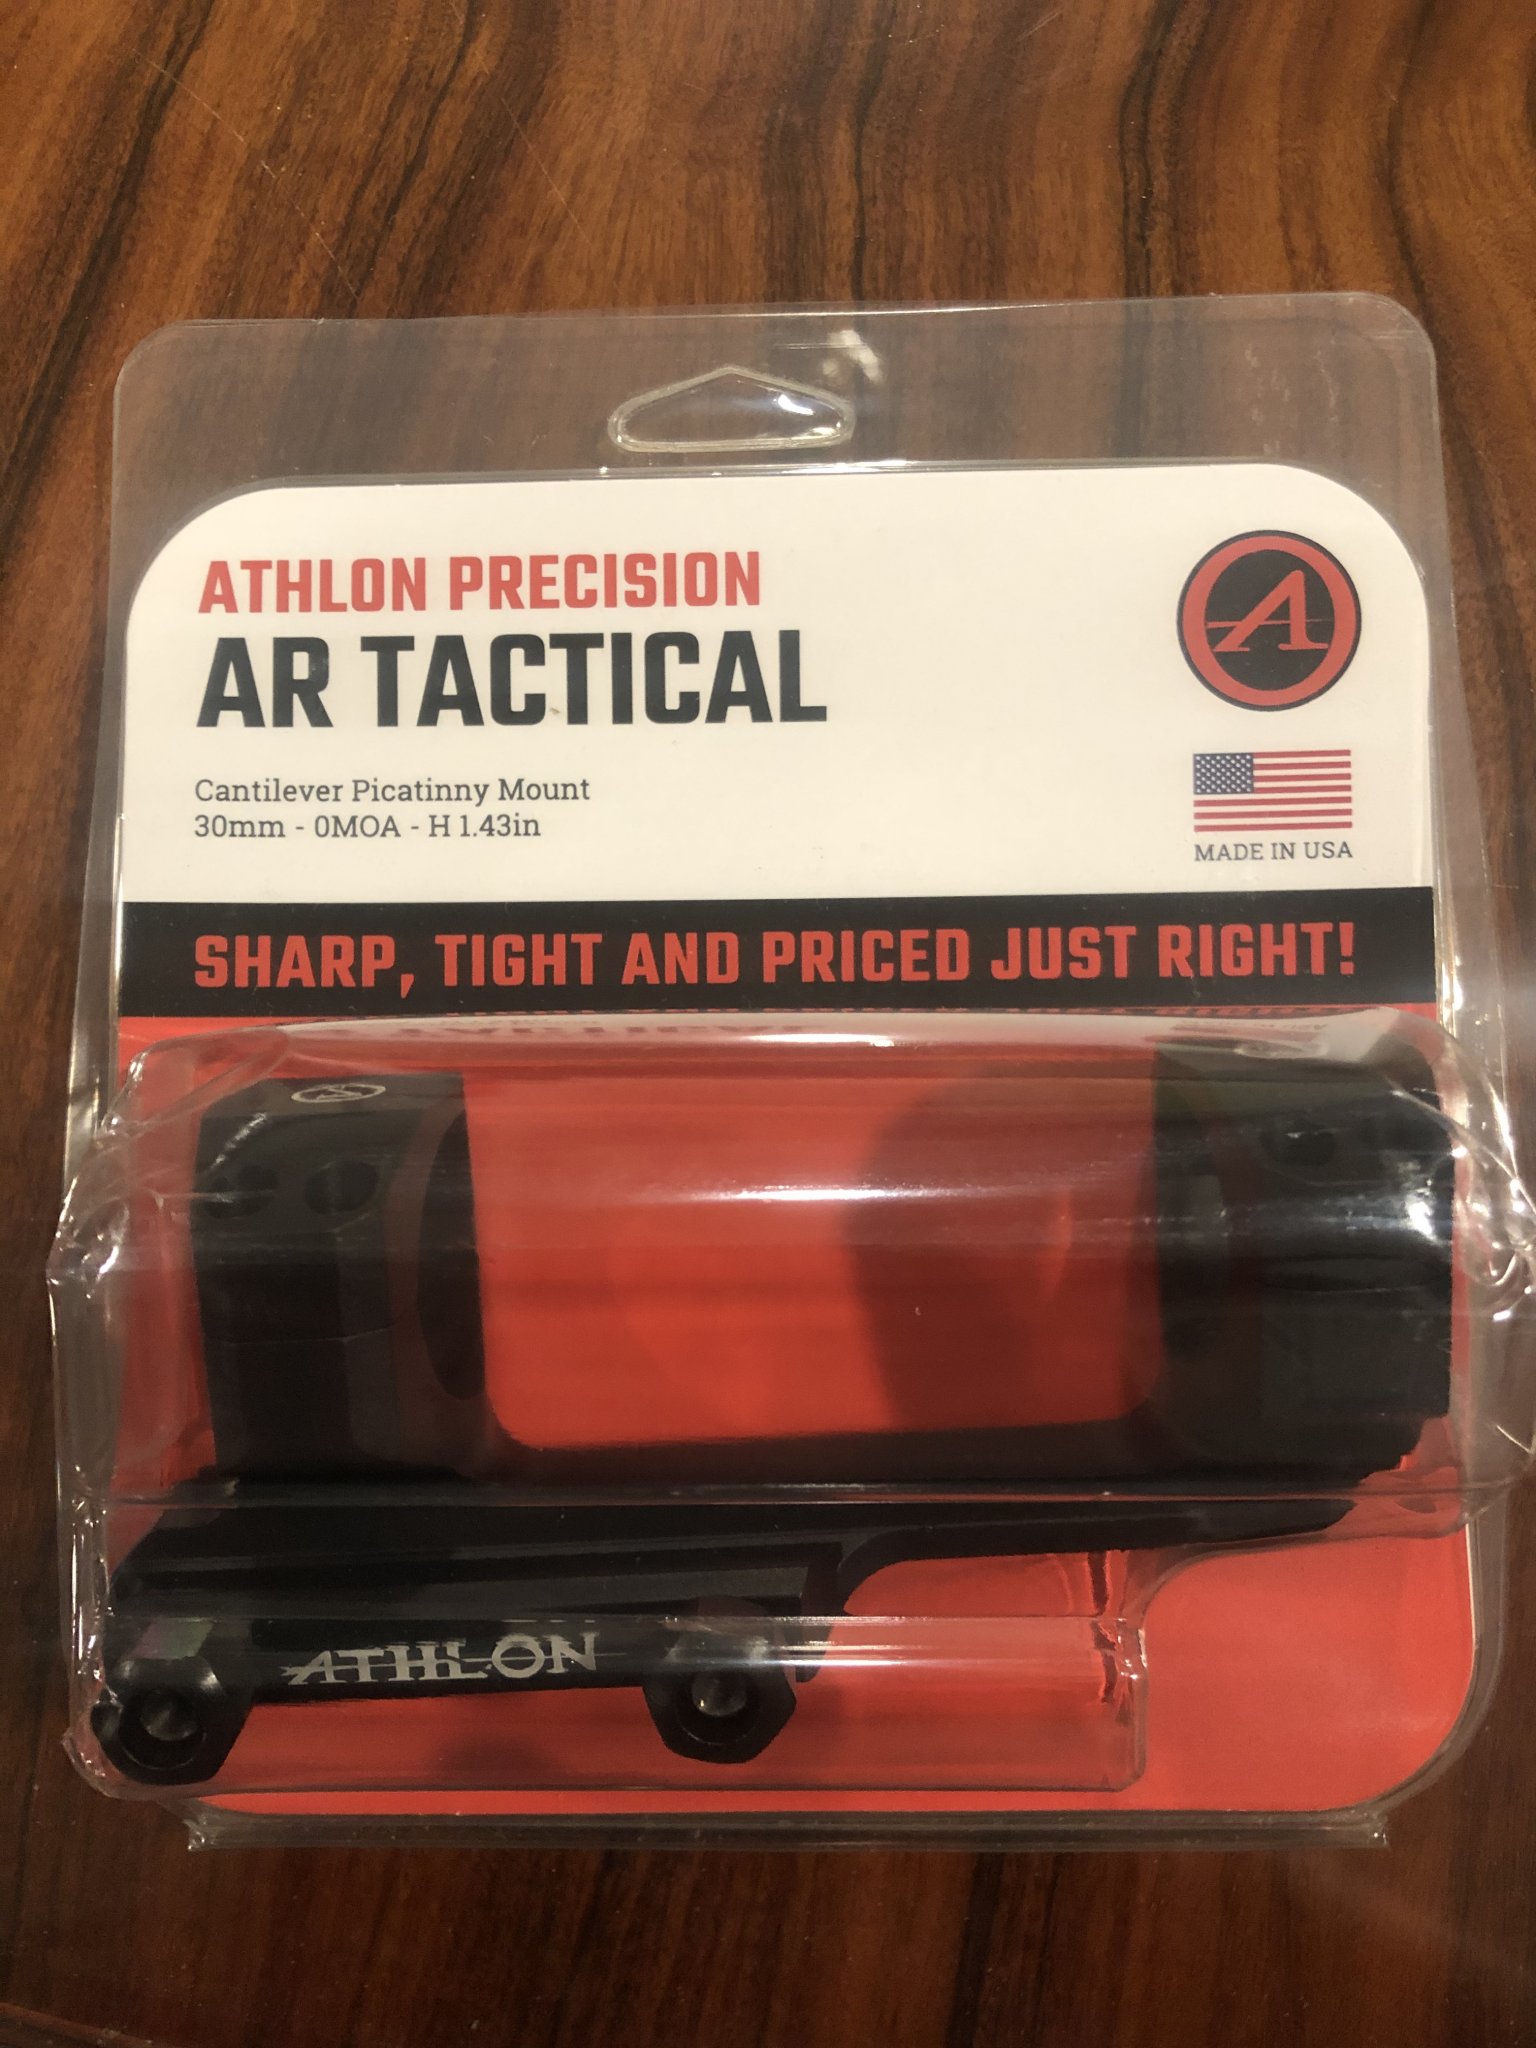 ATHLON PRECISION
AR TACTICAL
Cantilever Picatinny Mount
30mm - 0MOA - H 1.43in
A
MADE IN USA
SHARP, TIGHT AND PRICED JUST RIGHT!
A
ATHLON